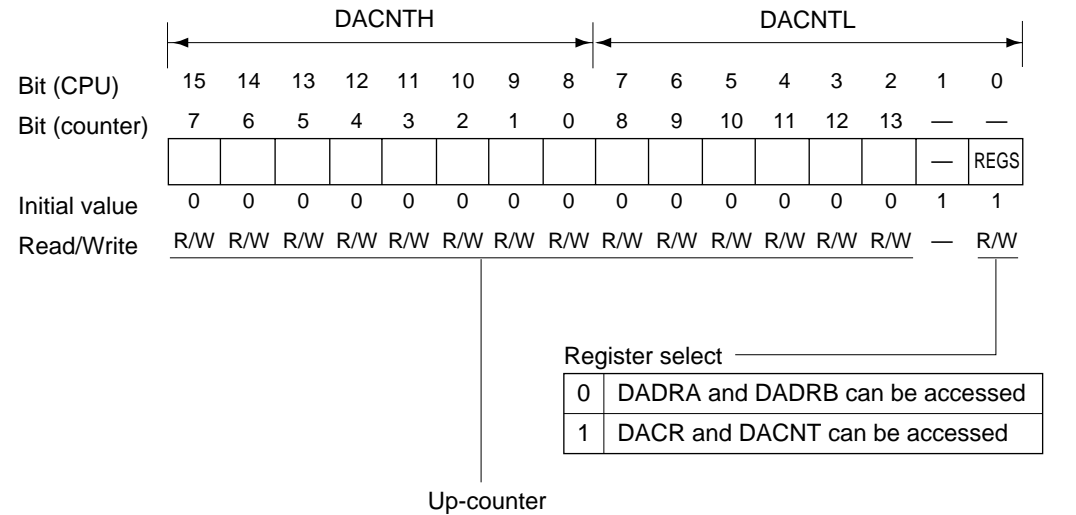 DACNTH DACNTL
Bit (CPU) 15 14 13 12 11 10 9 8 7 6 5 4 3 2 1 0
Bit (counter) 7 6 5 4 3 2 1 0 8 9 10 11 12 13 — —
— REGS
Initial value 0 0 0 0 0 0 0 0 0 0 0 0 0 0 1 1
Read/Write R/W R/W R/W R/W R/W R/W R/W R/W R/W R/W R/W R/W R/W R/W — R/W
Register select
0 DADRA and DADRB can be accessed
1 DACR and DACNT can be accessed
Up-counter